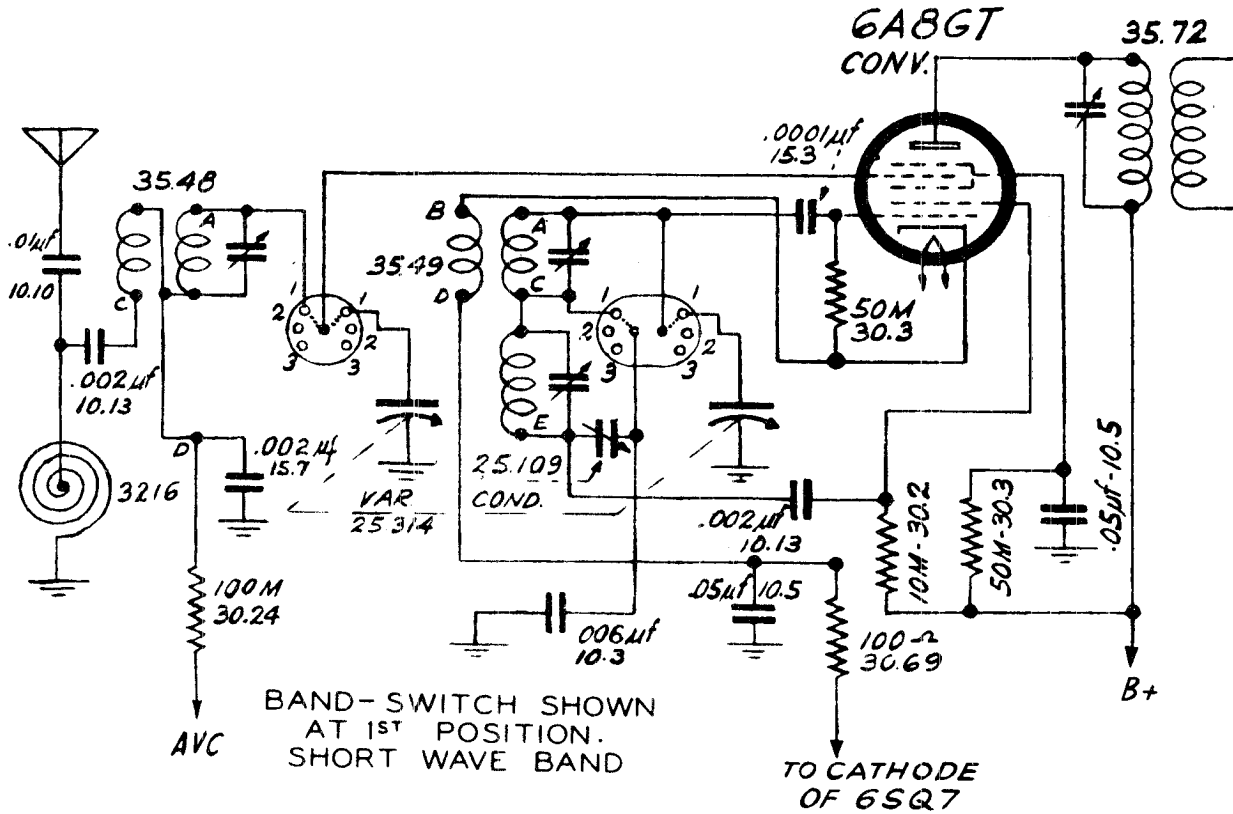 6A8GT
CONV.
35.72
.0001µf
15.3
35.48
A
C
.01µf
10.10
1
2
3
1
2
3
B
D
35.49
A
C
E
1
2
3
1
2
3
50M
30.3
.002µf
10.13
3216
D
.002µf
15.7
VAR
25314
25.109
COND.
.002µf
10.13
10M-30.2
50M-30.3
.05µf-10.5
100M
30.24
.05µf 10.5
006µf
10.3
100Ω
30.69
B+
AVC
BAND-SWITCH SHOWN
AT 1ST POSITION.
SHORT WAVE BAND
TO CATHODE
OF 6SQ7